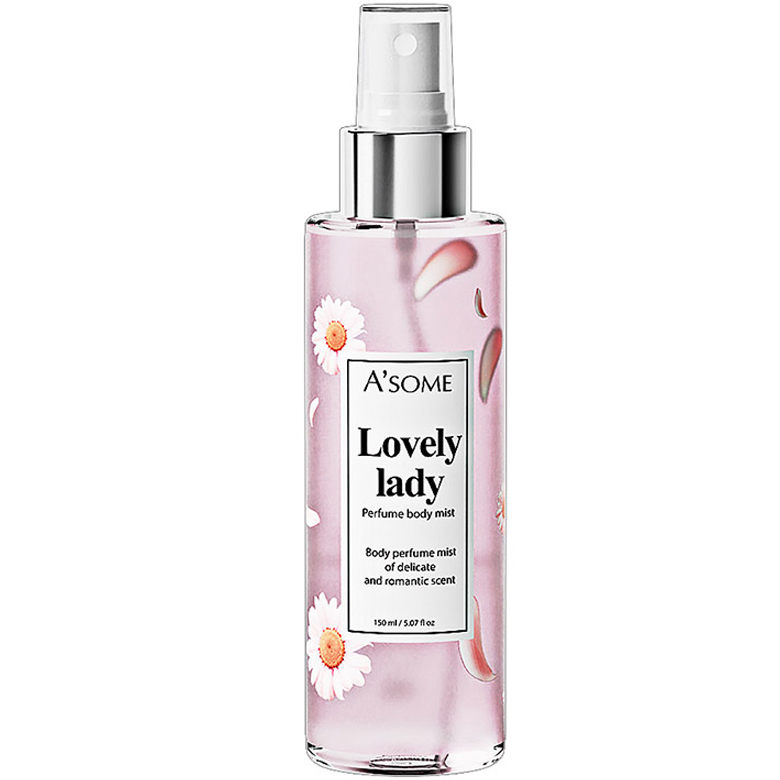 A'SOME
Lovely
lady
Perfume body mist
Body perfume mist
of delicate
and romantic scent
150 ml / 5.07 fl oz